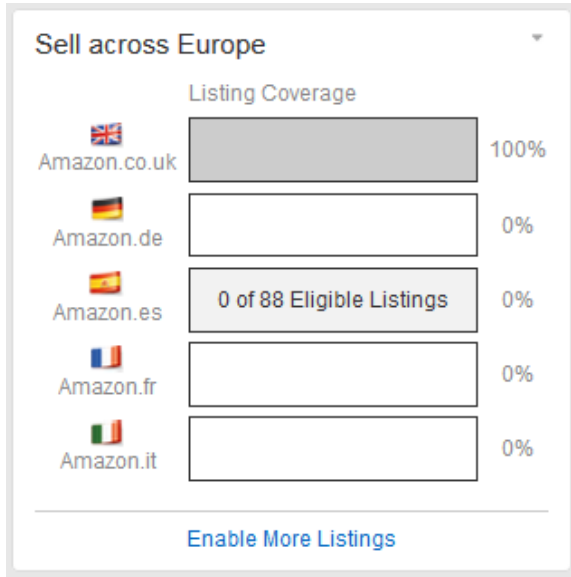 Sell across Europe
Listing Coverage
Amazon.co.uk 100%
Amazon.de 0%
Amazon.es 0 of 88 Eligible Listings 0%
Amazon.fr 0%
Amazon.it 0%
Enable More Listings